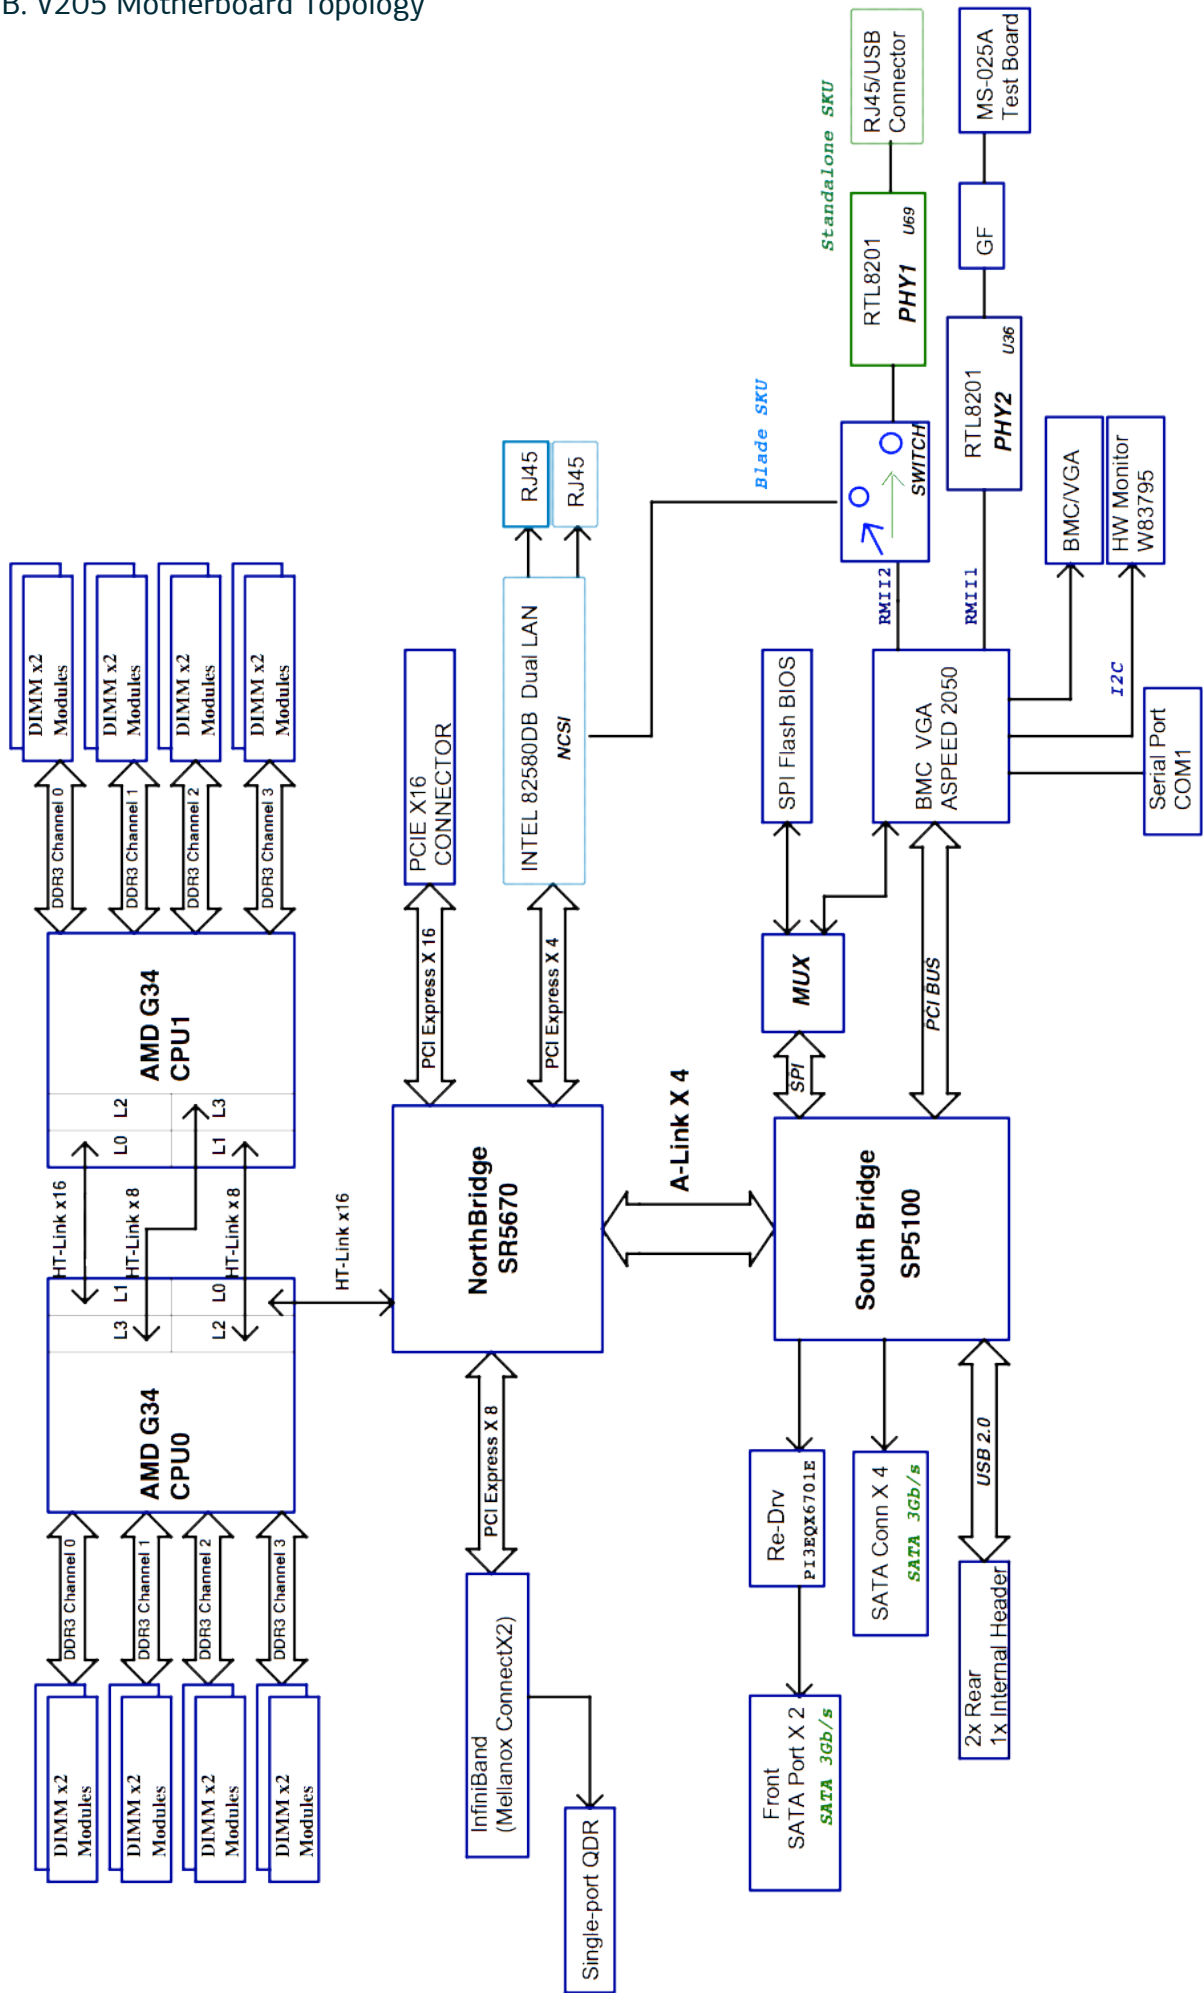 B. V205 Motherboard Topology
DIMM x2
Modules
DIMM x2
Modules
DIMM x2
Modules
DIMM x2
Modules
DDR3 Channel 0
DDR3 Channel 1
DDR3 Channel 2
DDR3 Channel 3
AMD G34
CPU0
L3
L1
L2
L0
HT-Link x16
HT-Link x 8
HT-Link x 8
L0
L2
L1
L3
AMD G34
CPU1
DDR3 Channel 0
DDR3 Channel 1
DDR3 Channel 2
DDR3 Channel 3
DIMM x2
Modules
DIMM x2
Modules
DIMM x2
Modules
DIMM x2
Modules
HT-Link x16
Single-port QDR
InfiniBand
(Mellanox ConnectX2)
PCI Express X 8
NorthBridge
SR5670
PCI Express X 16
PCIE X16
CONNECTOR
PCI Express X 4
INTEL 82580DB Dual LAN
NCSI
RJ45
RJ45
A-Link X 4
Front
SATA Port X 2
SATA 3Gb/s
Re-Drv
PI3EQX6701E
SATA Conn X 4
SATA 3Gb/s
2x Rear
1x Internal Header
USB 2.0
South Bridge
SP5100
SPI
MUX
SPI Flash BIOS
PCI BUS
BMC VGA
ASPEED 2050
RMII2
RMII1
Blade SKU
SWITCH
Standalone SKU
RTL8201
PHY1
U69
RJ45/USB
Connector
RTL8201
PHY2
U36
GF
MS-025A
Test Board
BMC/VGA
I2C
HW Monitor
W83795
Serial Port
COM1